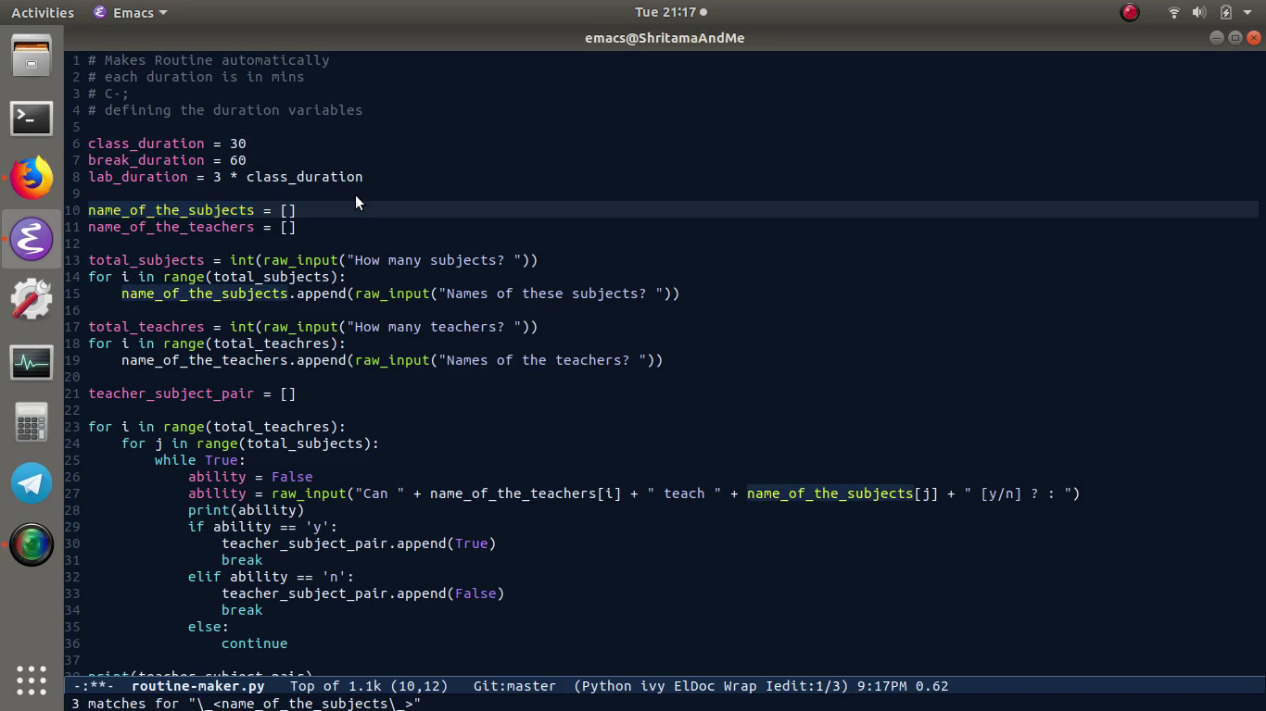 Activities Emacs Tue 21:17
emacs@ShritamaAndMe
1 # Makes Routine automatically
2 # each duration is in mins
3 # C-;
4 # defining the duration variables
5
6 class_duration = 30
7 break_duration = 60
8 lab_duration = 3 * class_duration
9
10 name_of_the_subjects = []
11 name_of_the_teachers = []
12
13 total_subjects = int(raw_input("How many subjects? "))
14 for i in range(total_subjects):
15     name_of_the_subjects.append(raw_input("Names of these subjects? "))
16
17 total_teachres = int(raw_input("How many teachers? "))
18 for i in range(total_teachres):
19     name_of_the_teachers.append(raw_input("Names of the teachers? "))
20
21 teacher_subject_pair = []
22
23 for i in range(total_teachres):
24     for j in range(total_subjects):
25         while True:
26             ability = False
27             ability = raw_input("Can " + name_of_the_teachers[i] + " teach " + name_of_the_subjects[j] + " [y/n] ? : ")
28             print(ability)
29             if ability == 'y':
30                 teacher_subject_pair.append(True)
31                 break
32             elif ability == 'n':
33                 teacher_subject_pair.append(False)
34                 break
35             else:
36                 continue
37
38 print(teacher_subject_pair)
-:**- routine-maker.py Top of 1.1k (10,12) Git:master (Python ivy ElDoc Wrap Iedit:1/3) 9:17PM 0.62
3 matches for "\_<name_of_the_subjects\_>"